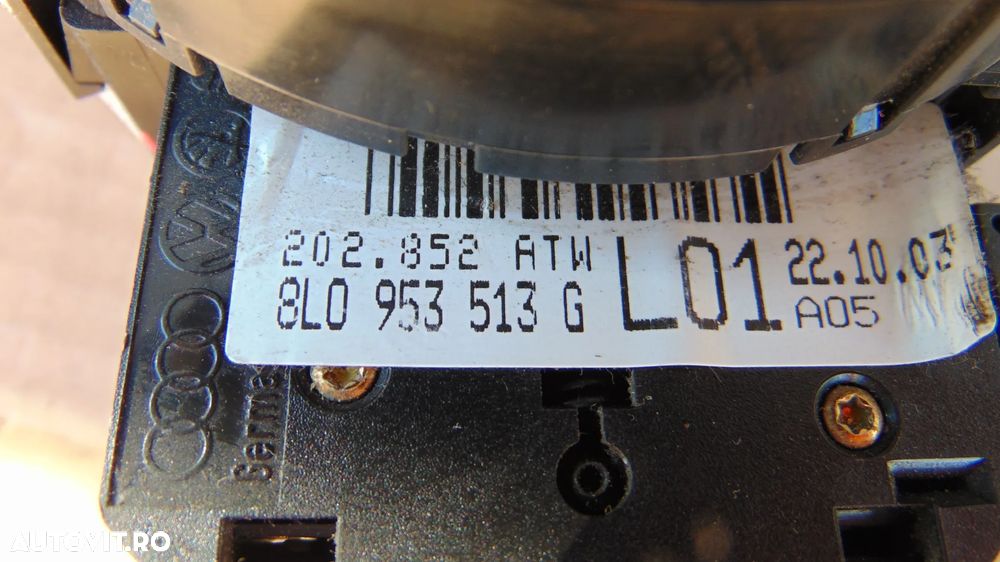 202.852 ATW
8L0 953 513 G
L01
22.10.03
A05
AUTOVIT.RO